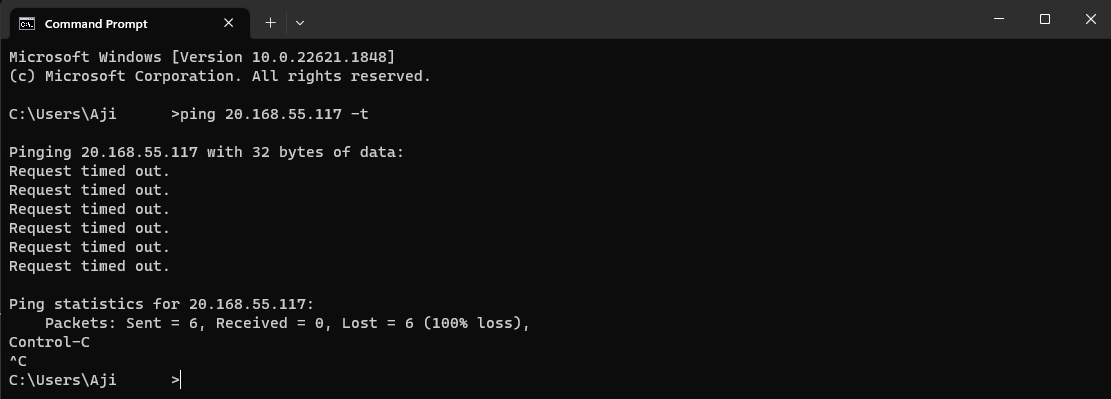 Command Prompt
Microsoft Windows [Version 10.0.22621.1848]
(c) Microsoft Corporation. All rights reserved.
C:\Users\Aji      >ping 20.168.55.117 -t
Pinging 20.168.55.117 with 32 bytes of data:
Request timed out.
Request timed out.
Request timed out.
Request timed out.
Request timed out.
Request timed out.
Ping statistics for 20.168.55.117:
    Packets: Sent = 6, Received = 0, Lost = 6 (100% loss),
Control-C
^C
C:\Users\Aji      >